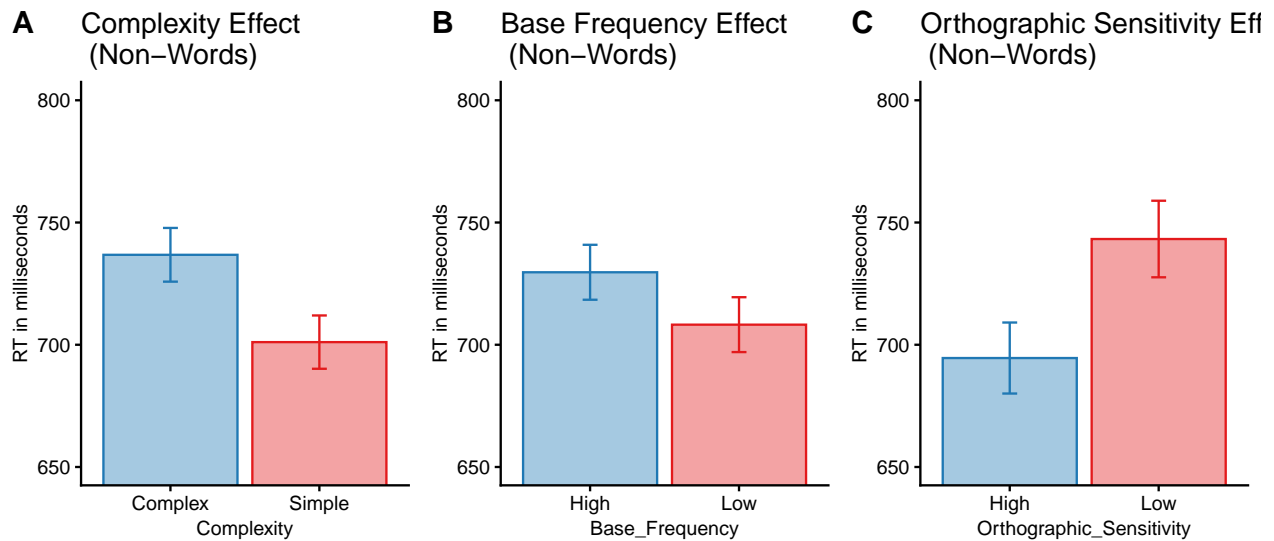 A Complexity Effect
(Non−Words)
800
750
700
650
RT in milliseconds
Complex Simple
Complexity
B Base Frequency Effect
(Non−Words)
800
750
700
650
RT in milliseconds
High Low
Base_Frequency
C Orthographic Sensitivity Eff
(Non−Words)
800
750
700
650
RT in milliseconds
High Low
Orthographic_Sensitivity